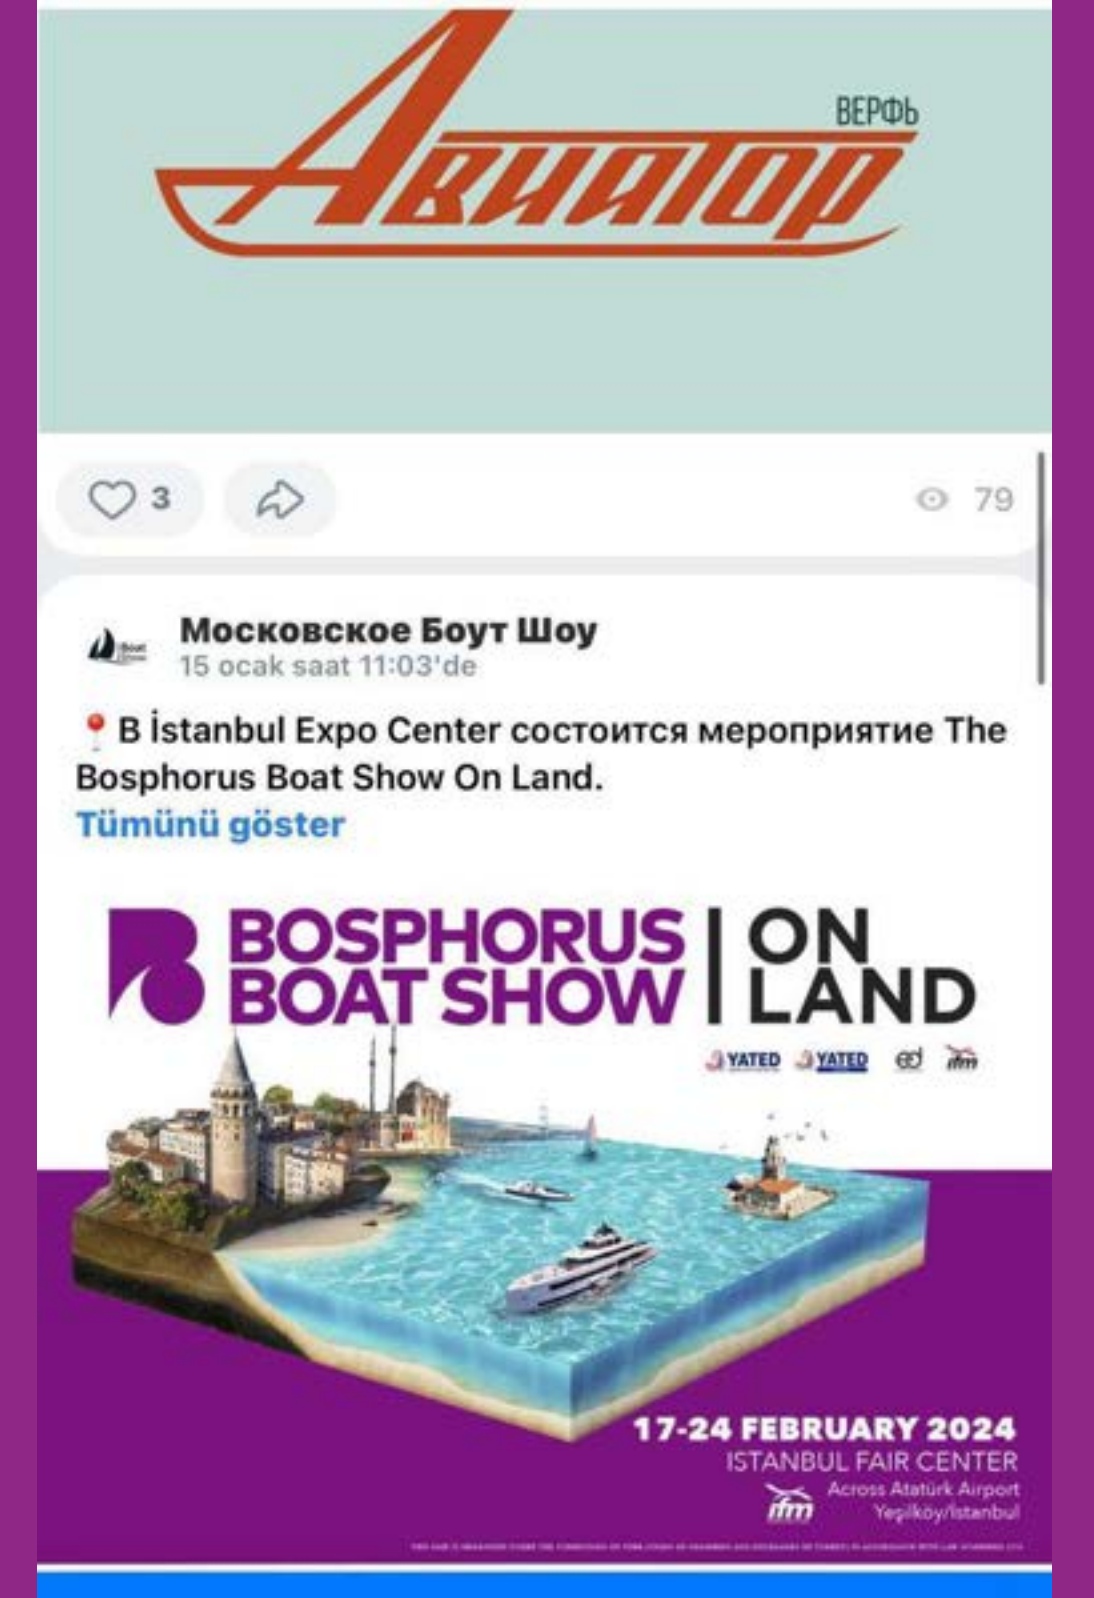 ВЕРФЬ
Авиатор
3
79
Московское Боут Шоу
15 ocak saat 11:03'de
В İstanbul Expo Center состоится мероприятие The
Bosphorus Boat Show On Land.
Tümünü göster
BOSPHORUS
BOAT SHOW
ON
LAND
YATED YATED ifm
17-24 FEBRUARY 2024
ISTANBUL FAIR CENTER
ifm
Across Atatürk Airport
Yeşilköy/İstanbul